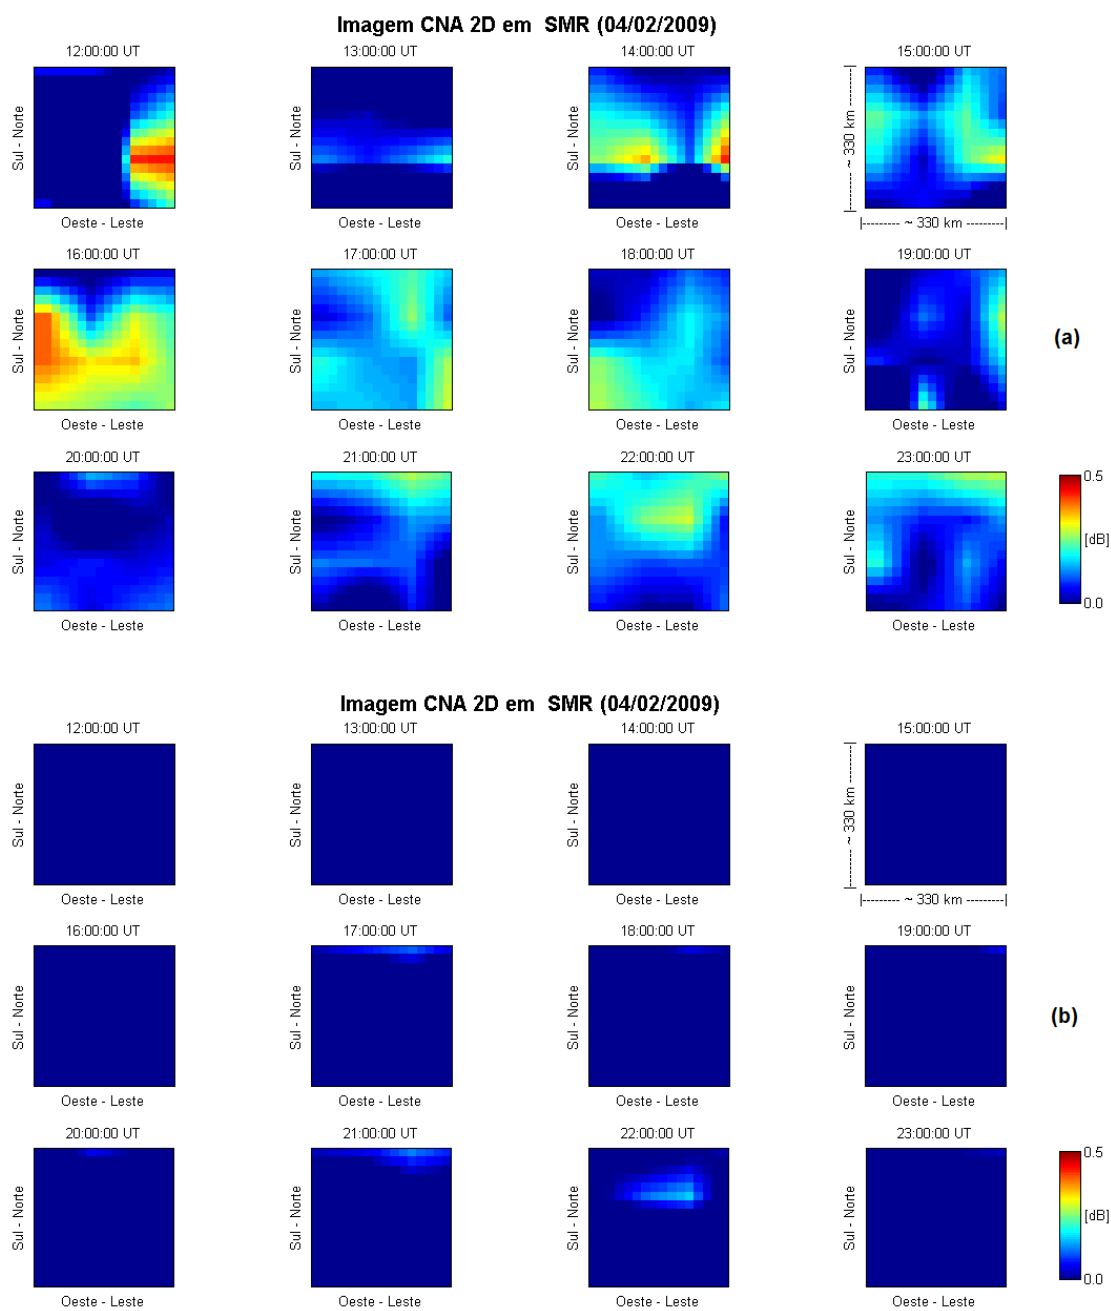 Imagem CNA 2D em  SMR (04/02/2009)
12:00:00 UT
13:00:00 UT
14:00:00 UT
15:00:00 UT
Sul - Norte
Sul - Norte
Sul - Norte
|--------- ~ 330 km ---------|
Oeste - Leste
Oeste - Leste
Oeste - Leste
|-------- ~ 330 km --------|
16:00:00 UT
17:00:00 UT
18:00:00 UT
19:00:00 UT
Sul - Norte
Sul - Norte
Sul - Norte
Sul - Norte
(a)
Oeste - Leste
Oeste - Leste
Oeste - Leste
Oeste - Leste
20:00:00 UT
21:00:00 UT
22:00:00 UT
23:00:00 UT
Sul - Norte
Sul - Norte
Sul - Norte
Sul - Norte
0.5
[dB]
0.0
Oeste - Leste
Oeste - Leste
Oeste - Leste
Oeste - Leste
Imagem CNA 2D em  SMR (04/02/2009)
12:00:00 UT
13:00:00 UT
14:00:00 UT
15:00:00 UT
Sul - Norte
Sul - Norte
Sul - Norte
|--------- ~ 330 km ---------|
Oeste - Leste
Oeste - Leste
Oeste - Leste
|-------- ~ 330 km --------|
16:00:00 UT
17:00:00 UT
18:00:00 UT
19:00:00 UT
Sul - Norte
Sul - Norte
Sul - Norte
Sul - Norte
(b)
Oeste - Leste
Oeste - Leste
Oeste - Leste
Oeste - Leste
20:00:00 UT
21:00:00 UT
22:00:00 UT
23:00:00 UT
Sul - Norte
Sul - Norte
Sul - Norte
Sul - Norte
0.5
[dB]
0.0
Oeste - Leste
Oeste - Leste
Oeste - Leste
Oeste - Leste